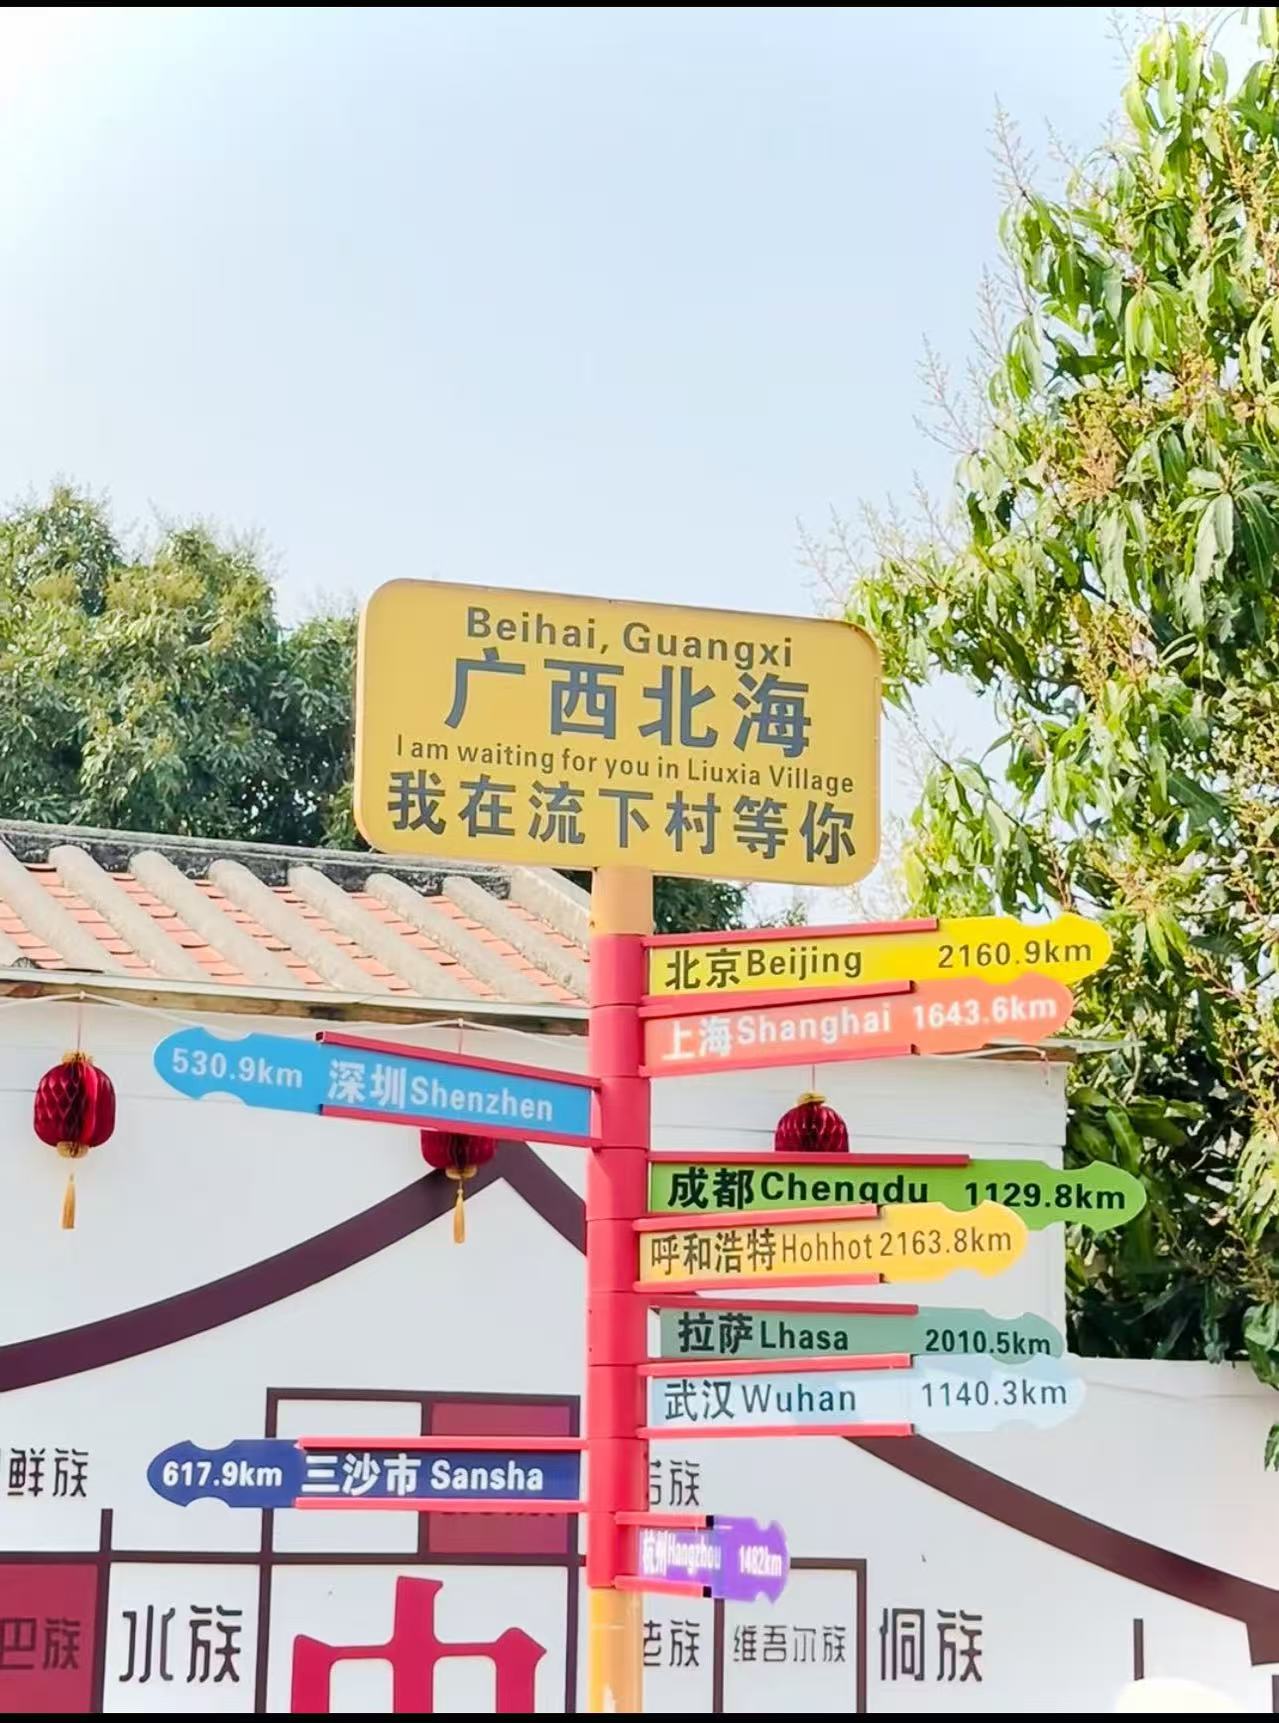 Beihai, Guangxi
广西北海
I am waiting for you in Liuxia Village
我在流下村等你
北京Beijing 2160.9km
上海Shanghai 1643.6km
530.9km 深圳Shenzhen
成都Chengdu 1129.8km
呼和浩特Hohhot 2163.8km
拉萨Lhasa 2010.5km
武汉Wuhan 1140.3km
617.9km 三沙市 Sansha
杭州Hangzhou 1482km
鲜族
族
巴族
水族
中
老族
维吾尔族
侗族